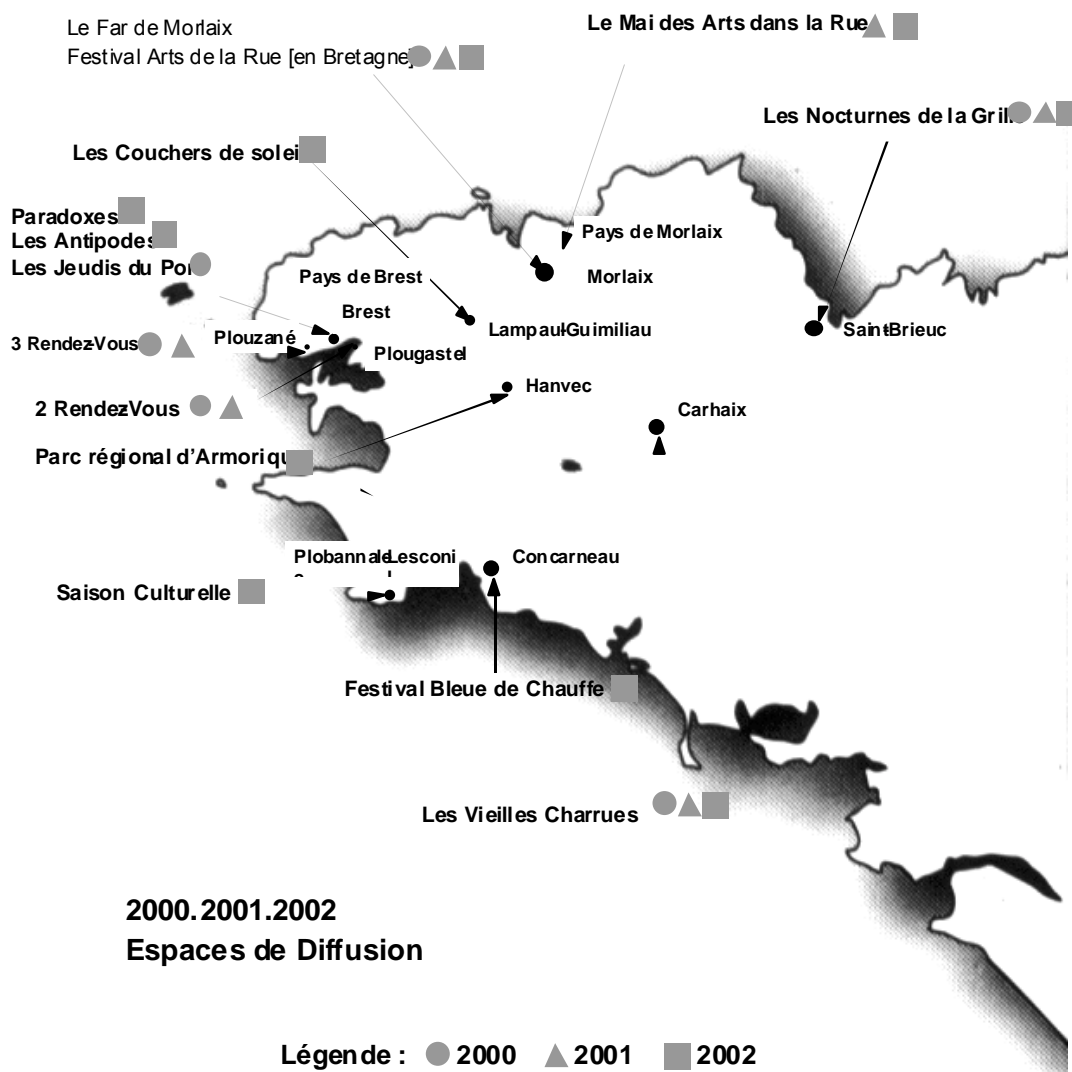 Le Far de Morlaix
Festival Arts de la Rue [en Bretagne]
Le Mai des Arts dans la Rue
Les Nocturnes de la Grill
Les Couchers de solei
Paradoxes
Les Antipodes
Les Jeudis du Por
Pays de Morlaix
Morlaix
Pays de Brest
Brest
Lampaul-Guimiliau
Saint-Brieuc
3 Rendez-Vous
Plouzané
Plougastel
2 Rendez-Vous
Hanvec
Carhaix
Parc régional d'Armoriqu
Plobannale
Lesconi
Concarneau
Saison Culturelle
Festival Bleue de Chauffe
Les Vieilles Charrues
2000.2001.2002
Espaces de Diffusion
Légende : 2000 2001 2002